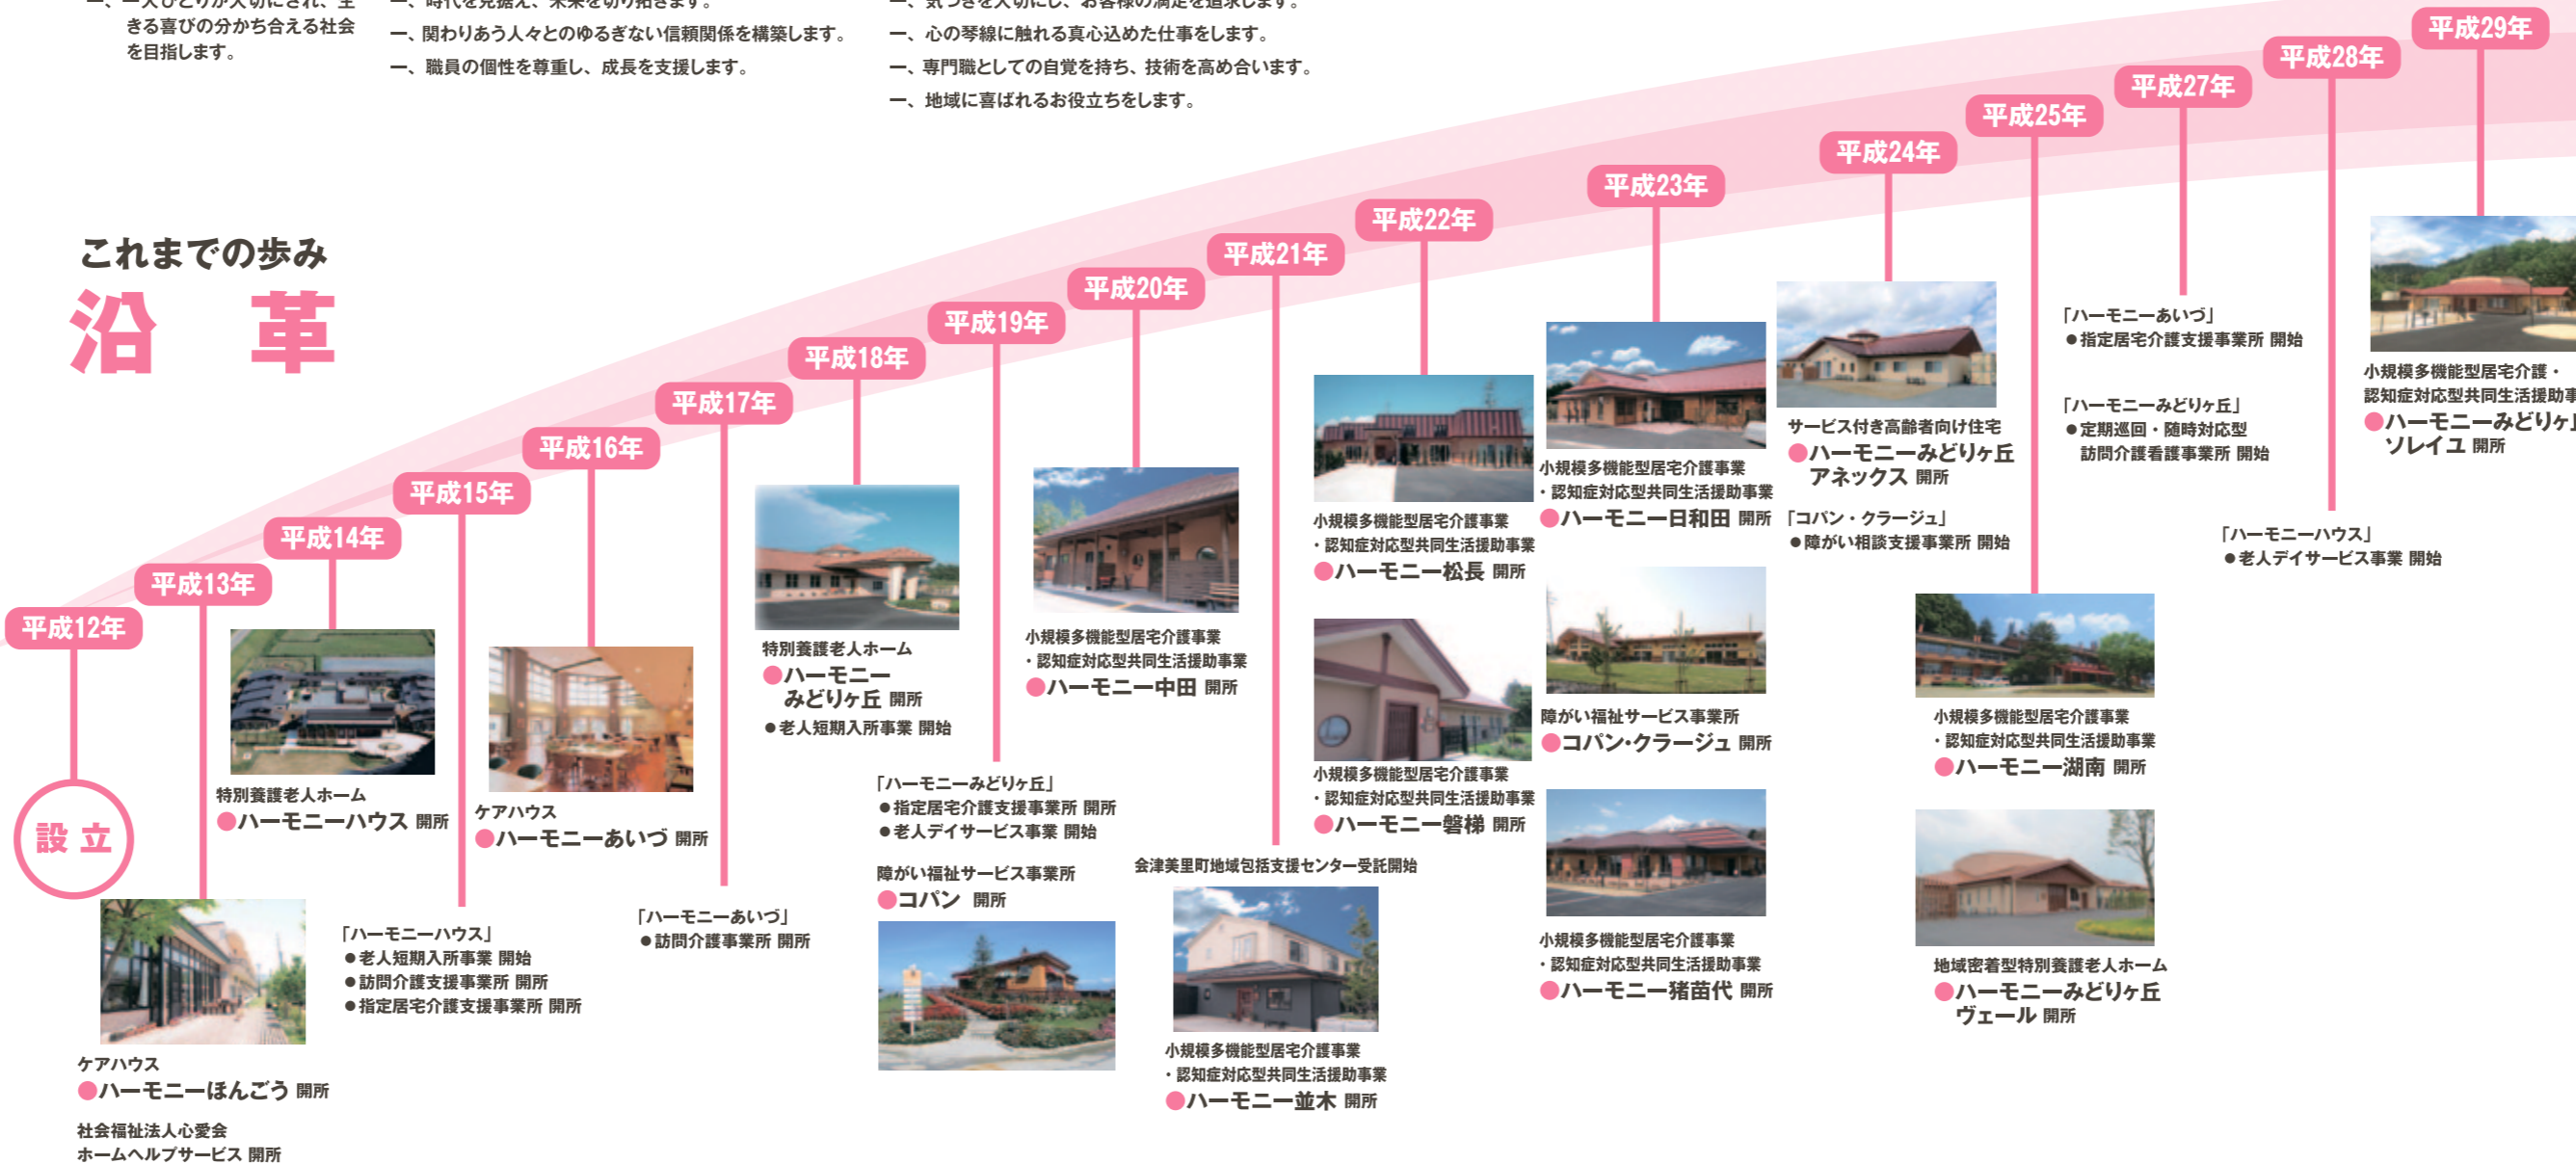 一、一人ひとりが大切にされ、生
きる喜びの分かち合える社会
を目指します。
一、時代を見据え、未来を切り拓きます。
一、関わりあう人々とのゆるぎない信頼関係を構築します。
一、職員の個性を尊重し、成長を支援します。
一、気づきを大切にし、お客様の満足を追求します。
一、心の琴線に触れる真心込めた仕事をします。
一、専門職としての自覚を持ち、技術を高め合います。
一、地域に喜ばれるお役立ちをします。
これまでの歩み
沿 革
平成12年
設 立
平成13年
ケアハウス
●ハーモニーほんごう 開所
社会福祉法人心愛会
ホームヘルプサービス 開所
平成14年
特別養護老人ホーム
●ハーモニーハウス 開所
平成15年
「ハーモニーハウス」
●老人短期入所事業 開始
●訪問介護支援事業所 開所
●指定居宅介護支援事業所 開所
平成16年
ケアハウス
●ハーモニーあいづ 開所
平成17年
「ハーモニーあいづ」
●訪問介護事業所 開所
平成18年
特別養護老人ホーム
●ハーモニー
みどりヶ丘 開所
●老人短期入所事業 開始
平成19年
「ハーモニーみどりヶ丘」
●指定居宅介護支援事業所 開所
●老人デイサービス事業 開始
障がい福祉サービス事業所
●コパン 開所
平成20年
小規模多機能型居宅介護事業
・認知症対応型共同生活援助事業
●ハーモニー中田 開所
平成21年
会津美里町地域包括支援センター受託開始
小規模多機能型居宅介護事業
・認知症対応型共同生活援助事業
●ハーモニー並木 開所
平成22年
小規模多機能型居宅介護事業
・認知症対応型共同生活援助事業
●ハーモニー松長 開所
小規模多機能型居宅介護事業
・認知症対応型共同生活援助事業
●ハーモニー磐梯 開所
平成23年
小規模多機能型居宅介護事業
・認知症対応型共同生活援助事業
●ハーモニー日和田 開所
障がい福祉サービス事業所
●コパン・クラージュ 開所
小規模多機能型居宅介護事業
・認知症対応型共同生活援助事業
●ハーモニー猪苗代 開所
平成24年
サービス付き高齢者向け住宅
●ハーモニーみどりヶ丘
アネックス 開所
「コパン・クラージュ」
●障がい相談支援事業所 開始
平成25年
小規模多機能型居宅介護事業
・認知症対応型共同生活援助事業
●ハーモニー湖南 開所
地域密着型特別養護老人ホーム
●ハーモニーみどりヶ丘
ヴェール 開所
平成27年
「ハーモニーあいづ」
●指定居宅介護支援事業所 開始
「ハーモニーみどりヶ丘」
●定期巡回・随時対応型
訪問介護看護事業所 開始
平成28年
「ハーモニーハウス」
●老人デイサービス事業 開始
平成29年
小規模多機能型居宅介護・
認知症対応型共同生活援助事
●ハーモニーみどりヶ
ソレイユ 開所